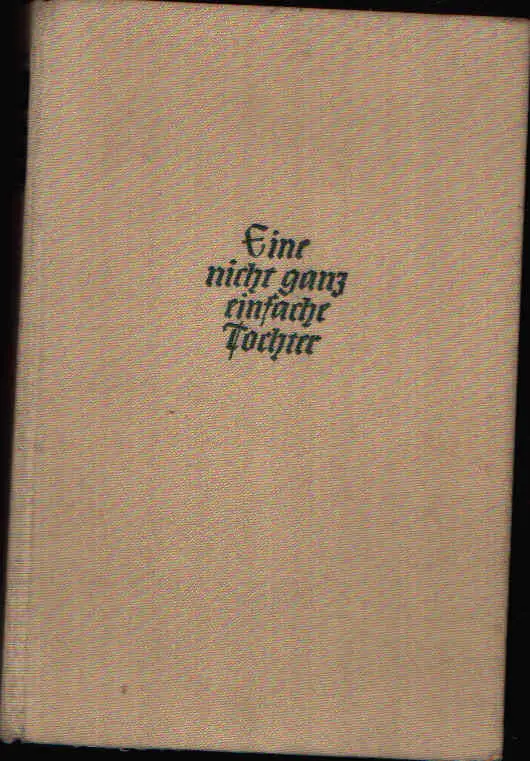 Eine
nicht ganz
einfache
Tochter